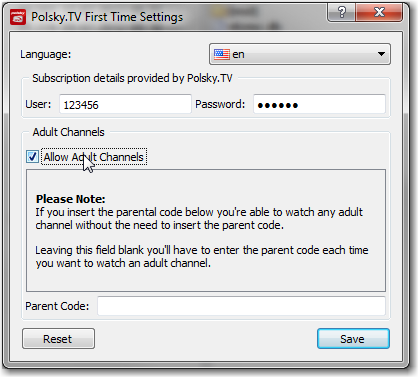 Polsky.TV First Time Settings
Language:
en
Subscription details provided by Polsky.TV
User: 123456 Password: ●●●●●●
Adult Channels
Allow Adult Channels
Please Note:
If you insert the parental code below you're able to watch any adult
channel without the need to insert the parent code.
Leaving this field blank you'll have to enter the parent code each time
you want to watch an adult channel.
Parent Code:
Reset Save